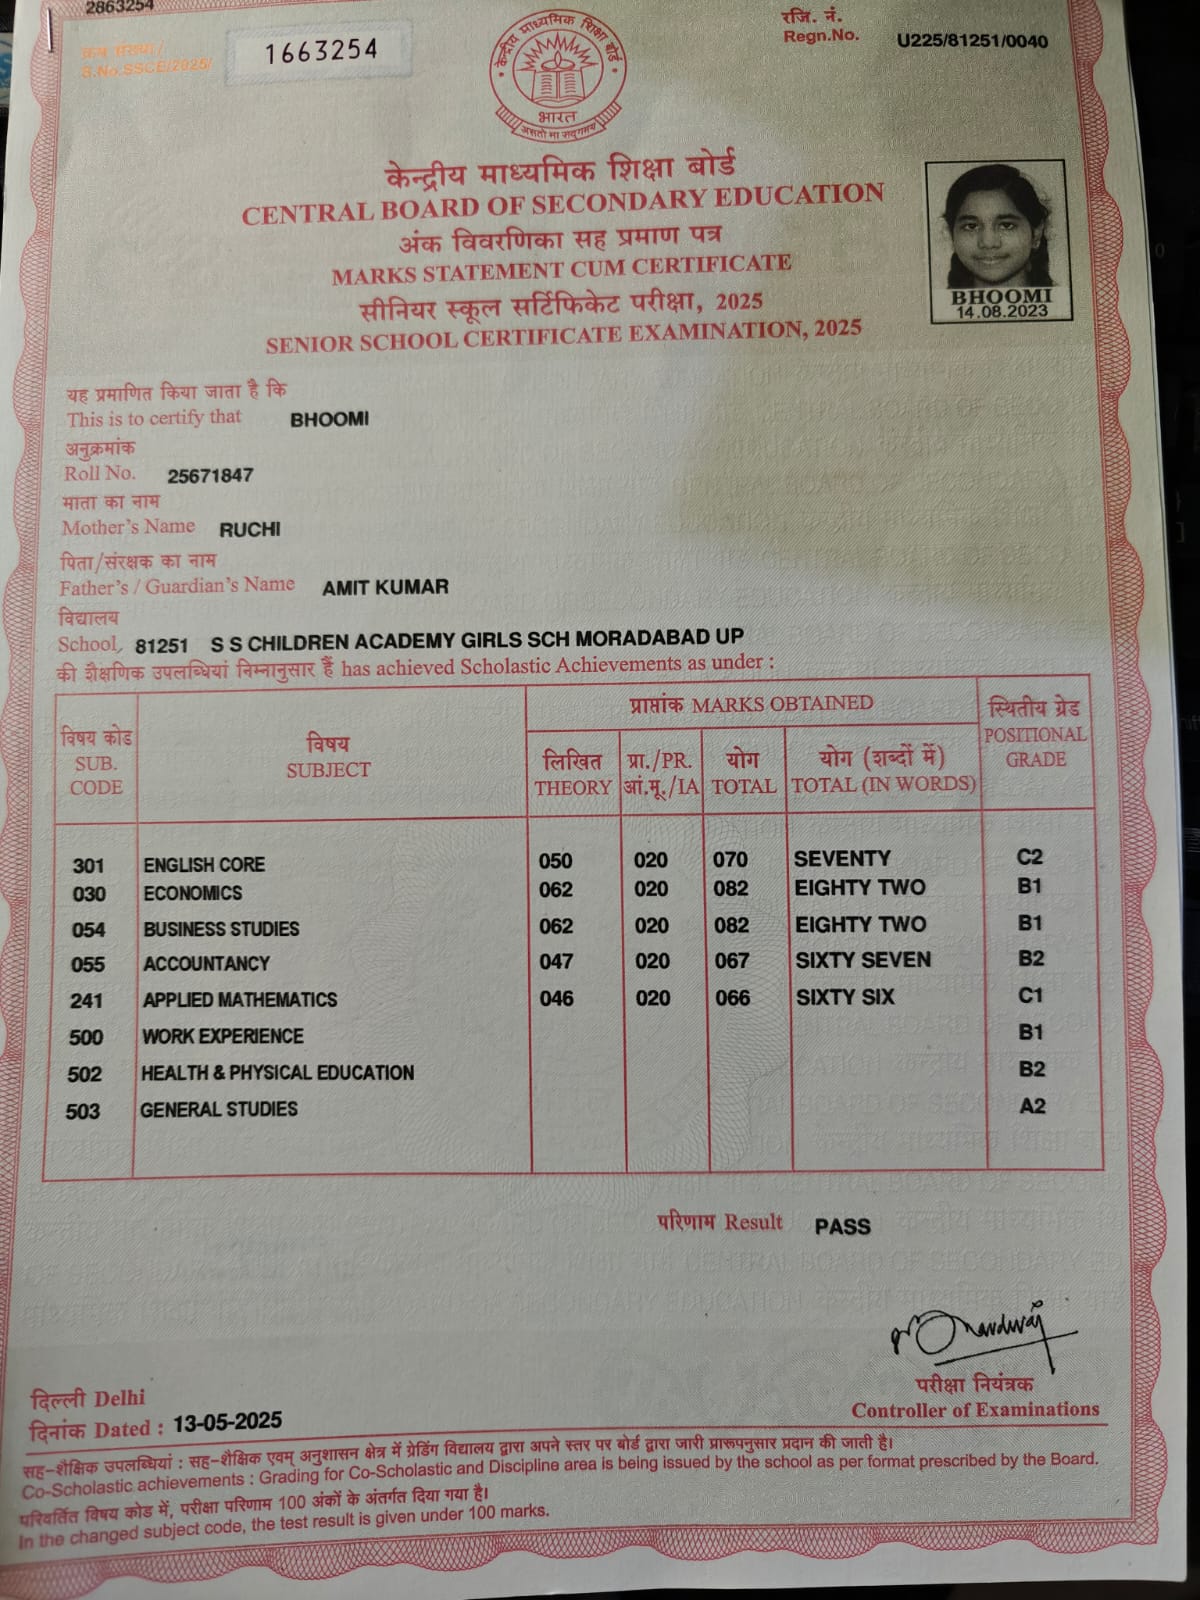 2863254
क्रम संख्या /
S.No.SSCE/2025/
1663254
रजि. नं.
Regn.No. U225/81251/0040
केन्द्रीय माध्यमिक शिक्षा बोर्ड
भारत
असतो मा सद्गमय
केन्द्रीय माध्यमिक शिक्षा बोर्ड
CENTRAL BOARD OF SECONDARY EDUCATION
अंक विवरणिका सह प्रमाण पत्र
MARKS STATEMENT CUM CERTIFICATE
सीनियर स्कूल सर्टिफिकेट परीक्षा, 2025
SENIOR SCHOOL CERTIFICATE EXAMINATION, 2025
BHOOMI
14.08.2023
यह प्रमाणित किया जाता है कि
This is to certify that BHOOMI
अनुक्रमांक
Roll No. 25671847
माता का नाम
Mother's Name RUCHI
पिता/संरक्षक का नाम
Father's / Guardian's Name AMIT KUMAR
विद्यालय
School, 81251 S S CHILDREN ACADEMY GIRLS SCH MORADABAD UP
की शैक्षणिक उपलब्धियां निम्नानुसार हैं has achieved Scholastic Achievements as under :
विषय कोड
SUB.
CODE
विषय
SUBJECT
प्राप्तांक MARKS OBTAINED
लिखित
THEORY
प्रा./PR.
आं.मू./IA
योग
TOTAL
योग (शब्दों में)
TOTAL (IN WORDS)
स्थितीय ग्रेड
POSITIONAL
GRADE
301 ENGLISH CORE 050 020 070 SEVENTY C2
030 ECONOMICS 062 020 082 EIGHTY TWO B1
054 BUSINESS STUDIES 062 020 082 EIGHTY TWO B1
055 ACCOUNTANCY 047 020 067 SIXTY SEVEN B2
241 APPLIED MATHEMATICS 046 020 066 SIXTY SIX C1
500 WORK EXPERIENCE B1
502 HEALTH & PHYSICAL EDUCATION B2
503 GENERAL STUDIES A2
परिणाम Result PASS
परीक्षा नियंत्रक
Controller of Examinations
दिल्ली Delhi
दिनांक Dated : 13-05-2025
सह-शैक्षिक उपलब्धियां : सह-शैक्षिक एवम् अनुशासन क्षेत्र में ग्रेडिंग विद्यालय द्वारा अपने स्तर पर बोर्ड द्वारा जारी प्रारूपनुसार प्रदान की जाती है।
Co-Scholastic achievements : Grading for Co-Scholastic and Discipline area is being issued by the school as per format prescribed by the Board.
परिवर्तित विषय कोड में, परीक्षा परिणाम 100 अंकों के अंतर्गत दिया गया है।
In the changed subject code, the test result is given under 100 marks.